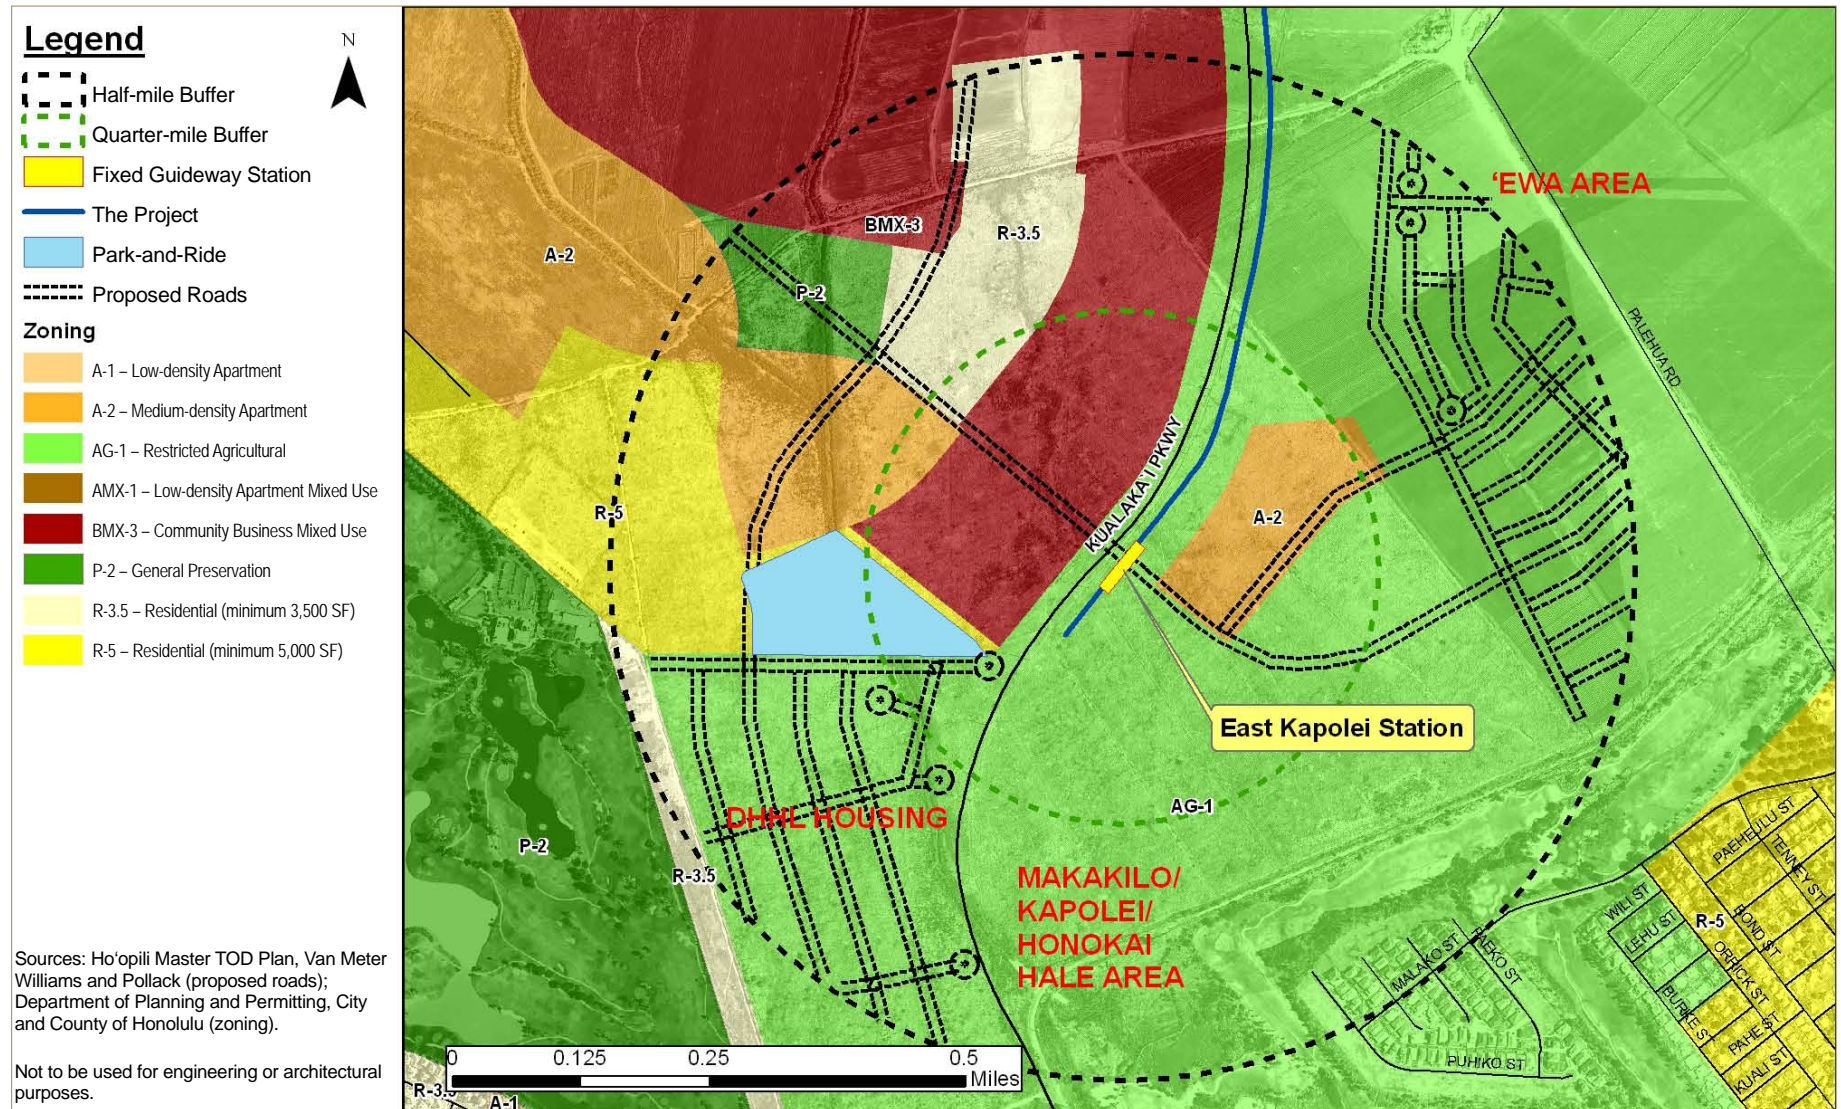 Legend
N
Half-mile Buffer
Quarter-mile Buffer
Fixed Guideway Station
The Project
Park-and-Ride
Proposed Roads
Zoning
A-1 – Low-density Apartment
A-2 – Medium-density Apartment
AG-1 – Restricted Agricultural
AMX-1 – Low-density Apartment Mixed Use
BMX-3 – Community Business Mixed Use
P-2 – General Preservation
R-3.5 – Residential (minimum 3,500 SF)
R-5 – Residential (minimum 5,000 SF)
Sources: Ho‘opili Master TOD Plan, Van Meter
Williams and Pollack (proposed roads);
Department of Planning and Permitting, City
and County of Honolulu (zoning).
Not to be used for engineering or architectural
purposes.
‘EWA AREA
BMX-3
R-3.5
A-2
P-2
PALEHUA RD
KUALAKA‘I PKWY
R-5
A-2
East Kapolei Station
AG-1
DHHL HOUSING
P-2
R-3.5
MAKAKILO/
KAPOLEI/
HONOKAI
HALE AREA
PAEHEULU ST
TENNEY ST
WILI ST
LEHU ST
R-5
BOND ST
ORRICK ST
BURKE ST
PAHE ST
KUALI ST
MALAKO ST
PAEKO ST
PUHIKO ST
0 0.125 0.25 0.5
Miles
R-3.5
A-1